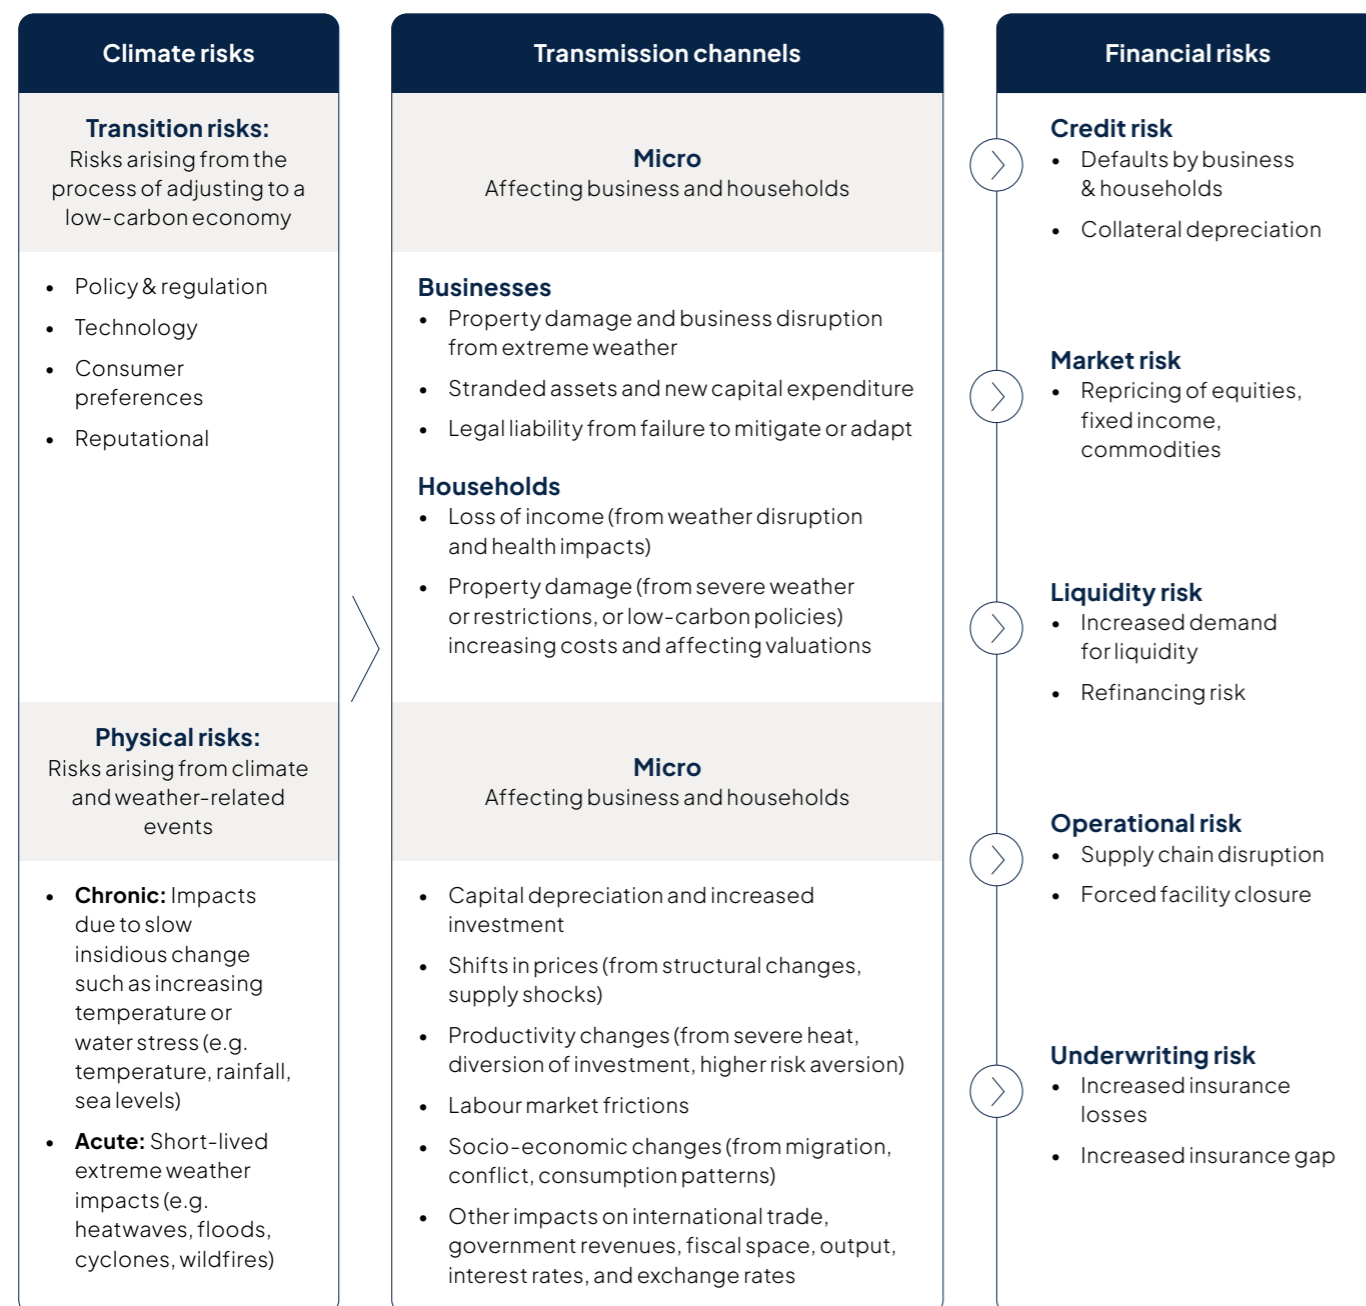 Climate risks
Transition risks:
Risks arising from the
process of adjusting to a
low-carbon economy
• Policy & regulation
• Technology
• Consumer
preferences
• Reputational
Physical risks:
Risks arising from climate
and weather-related
events
• Chronic: Impacts
due to slow
insidious change
such as increasing
temperature or
water stress (e.g.
temperature, rainfall,
sea levels)
• Acute: Short-lived
extreme weather
impacts (e.g.
heatwaves, floods,
cyclones, wildfires)
Transmission channels
Micro
Affecting business and households
Businesses
• Property damage and business disruption
from extreme weather
• Stranded assets and new capital expenditure
• Legal liability from failure to mitigate or adapt
Households
• Loss of income (from weather disruption
and health impacts)
• Property damage (from severe weather
or restrictions, or low-carbon policies)
increasing costs and affecting valuations
Micro
Affecting business and households
• Capital depreciation and increased
investment
• Shifts in prices (from structural changes,
supply shocks)
• Productivity changes (from severe heat,
diversion of investment, higher risk aversion)
• Labour market frictions
• Socio-economic changes (from migration,
conflict, consumption patterns)
• Other impacts on international trade,
government revenues, fiscal space, output,
interest rates, and exchange rates
Financial risks
Credit risk
• Defaults by business
& households
• Collateral depreciation
Market risk
• Repricing of equities,
fixed income,
commodities
Liquidity risk
• Increased demand
for liquidity
• Refinancing risk
Operational risk
• Supply chain disruption
• Forced facility closure
Underwriting risk
• Increased insurance
losses
• Increased insurance gap